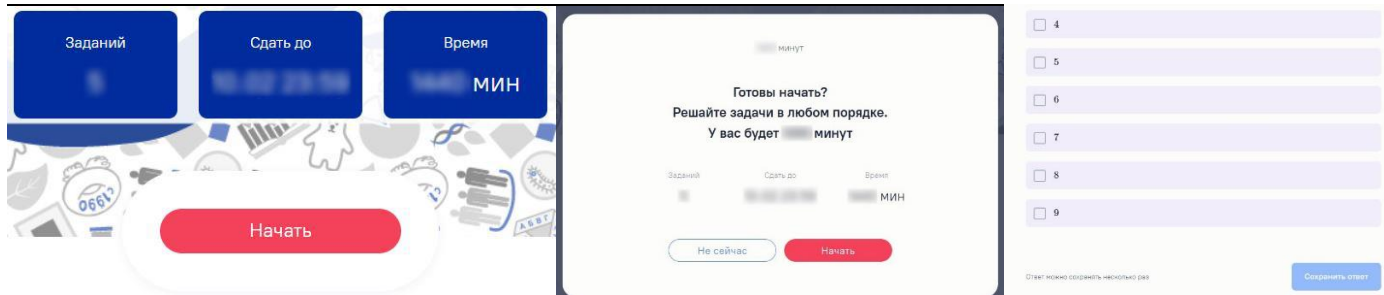 Заданий
Сдать до
Время
мин
Начать
минут
Готовы начать?
Решайте задачи в любом порядке.
У вас будет минут
Заданий Сдать до Время
мин
Не сейчас Начать
4
5
6
7
8
9
Ответ можно сохранять несколько раз Сохранить ответ